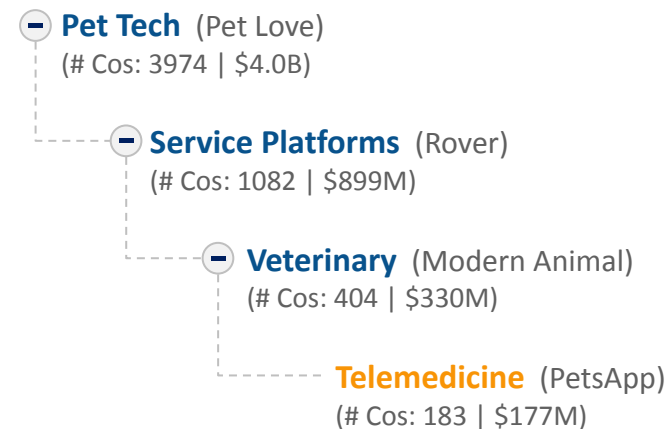 Pet Tech (Pet Love)
(# Cos: 3974 | $4.0B)
Service Platforms (Rover)
(# Cos: 1082 | $899M)
Veterinary (Modern Animal)
(# Cos: 404 | $330M)
Telemedicine (PetsApp)
(# Cos: 183 | $177M)